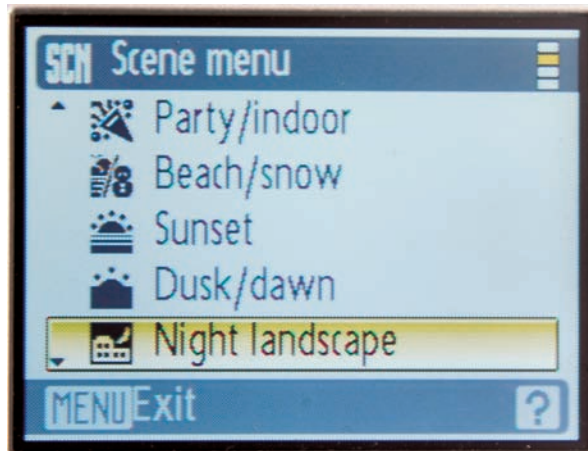 SCN Scene menu
Party/indoor
Beach/snow
Sunset
Dusk/dawn
Night landscape
MENU Exit ?